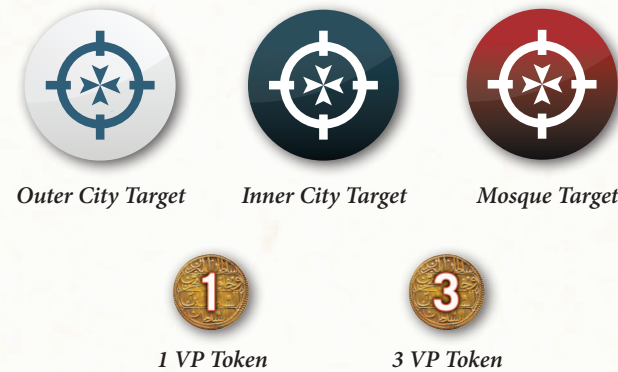 Outer City Target Inner City Target Mosque Target
1 3
1 VP Token 3 VP Token